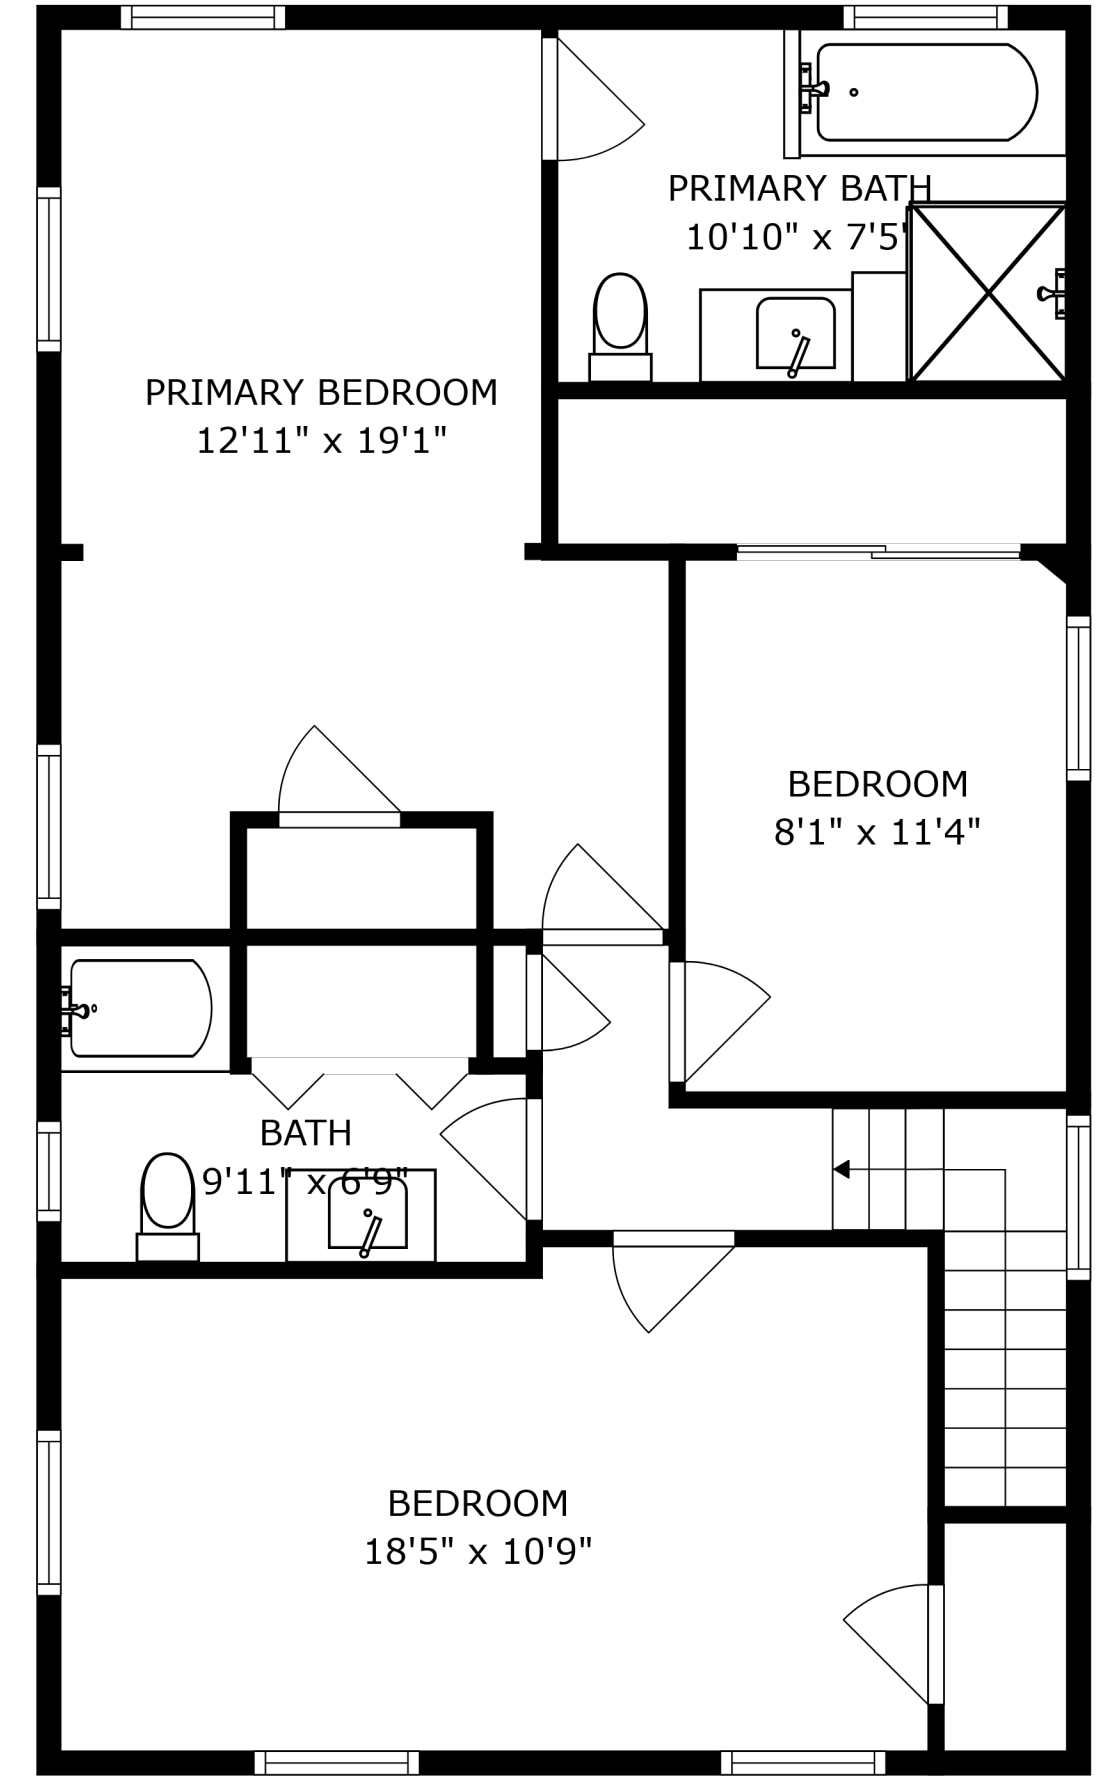 PRIMARY BATH
10'10" x 7'5"
PRIMARY BEDROOM
12'11" x 19'1"
BEDROOM
8'1" x 11'4"
BATH
9'11" x 6'9"
BEDROOM
18'5" x 10'9"